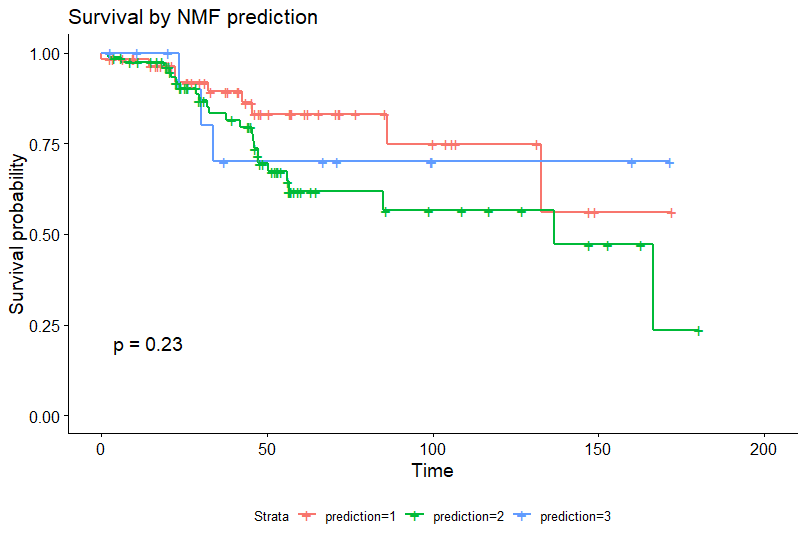 Survival by NMF prediction
Survival probability
1.00
0.75
0.50
0.25
0.00
p = 0.23
0 50 100 150 200
Time
Strata prediction=1 prediction=2 prediction=3